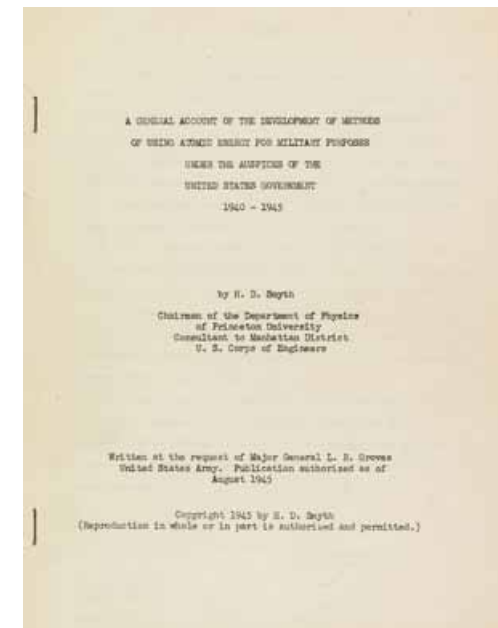 A GENERAL ACCOUNT OF THE DEVELOPMENT OF METHODS
OF USING ATOMIC ENERGY FOR MILITARY PURPOSES
UNDER THE AUSPICES OF THE
UNITED STATES GOVERNMENT
1940 - 1945
by H. D. Smyth
Chairman of the Department of Physics
of Princeton University
Consultant to Manhattan District
U. S. Corps of Engineers
Written at the request of Major General L. R. Groves
United States Army. Publication authorized as of
August 1945
Copyright 1945 by H. D. Smyth
(Reproduction in whole or in part is authorized and permitted.)